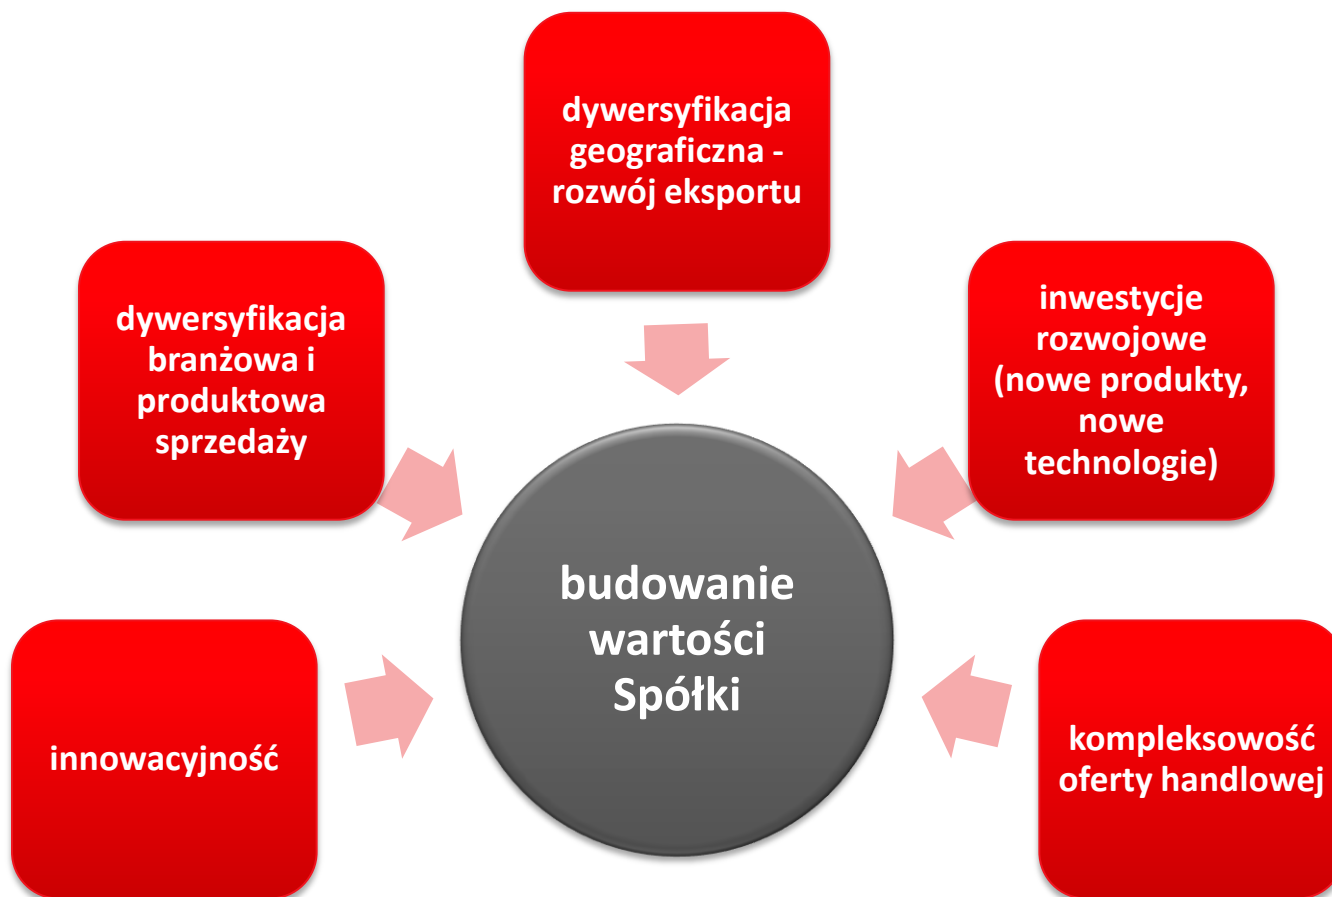 dywersyfikacja
geograficzna -
rozwój eksportu
dywersyfikacja
branżowa i
produktowa
sprzedaży
inwestycje
rozwojowe
(nowe produkty,
nowe
technologie)
budowanie
wartości
Spółki
innowacyjność
kompleksowość
oferty handlowej